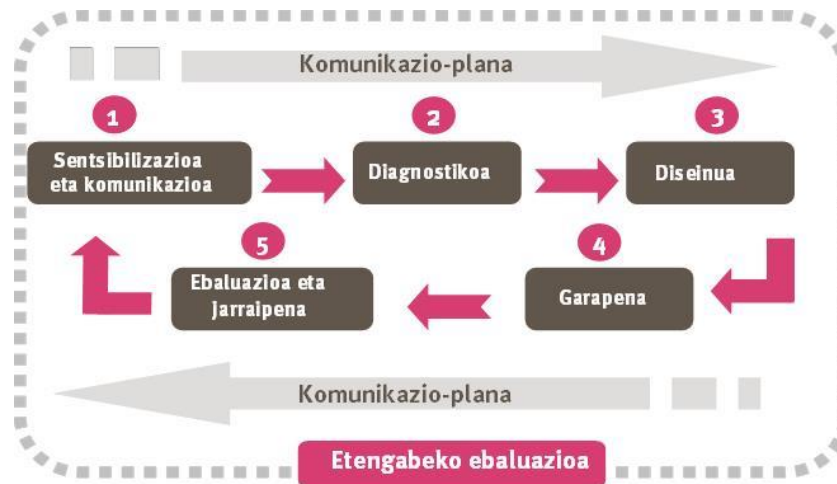 Komunikazio-plana
1
2
3
Sentsibilizazioa
eta komunikazioa
Diagnostikoa
Diseinua
5
4
Ebaluazioa eta
Jarraipena
Garapena
Komunikazio-plana
Etengabeko ebaluazioa